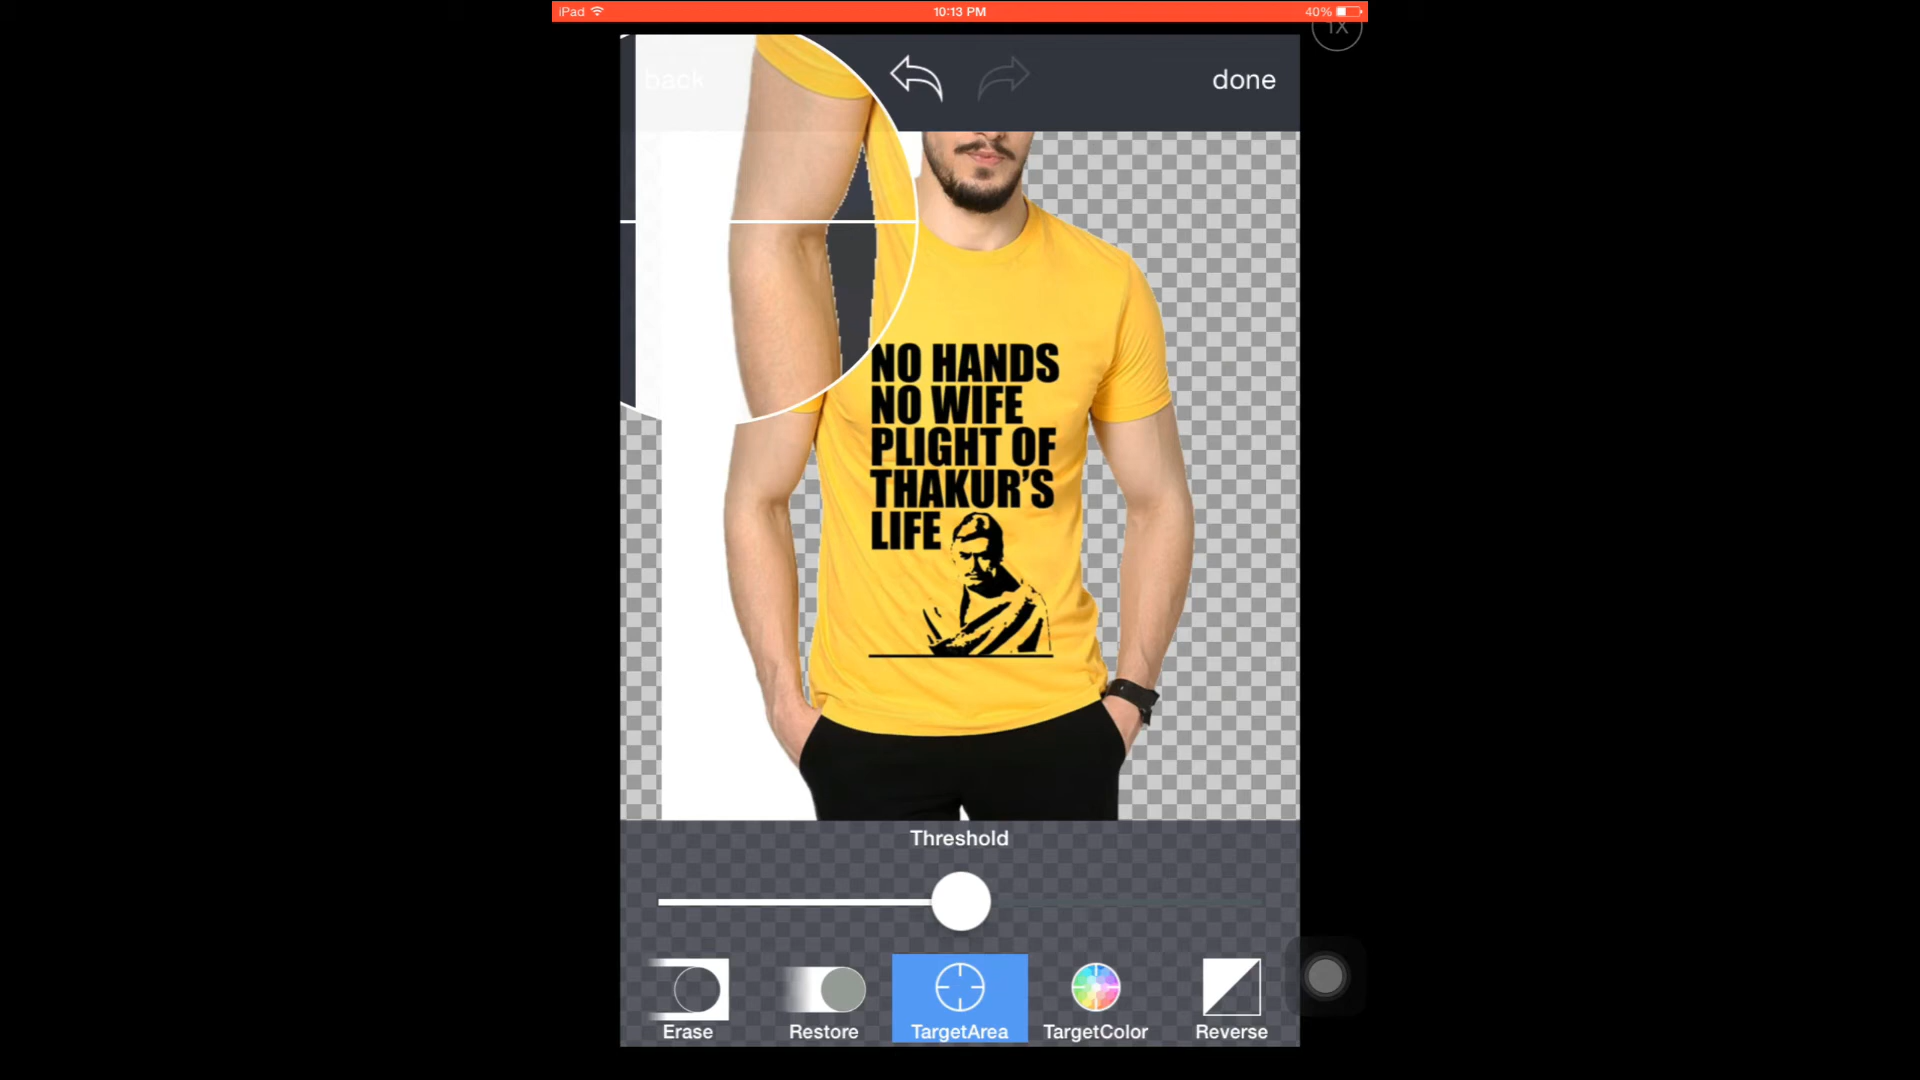 iPad
10:13 PM
40%
1X
back
done
NO HANDS
NO WIFE
PLIGHT OF
THAKUR'S
LIFE
Threshold
Erase
Restore
TargetArea
TargetColor
Reverse